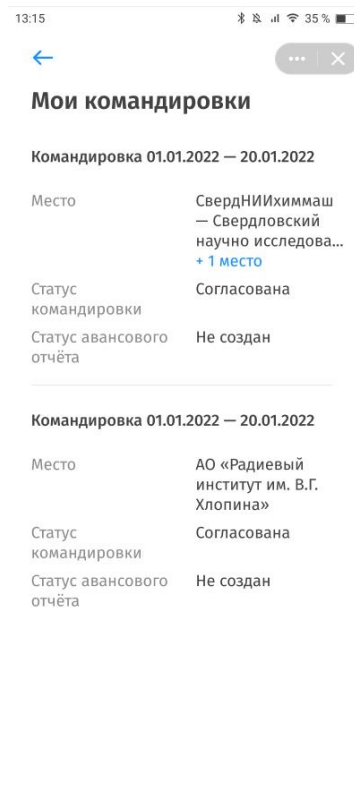 13:15 35 %
Мои командировки
Командировка 01.01.2022 — 20.01.2022
Место СвердНИИхиммаш
— Свердловский
научно исследова...
+ 1 место
Статус Согласована
командировки
Статус авансового Не создан
отчёта
Командировка 01.01.2022 — 20.01.2022
Место АО «Радиевый
институт им. В.Г.
Хлопина»
Статус Согласована
командировки
Статус авансового Не создан
отчёта